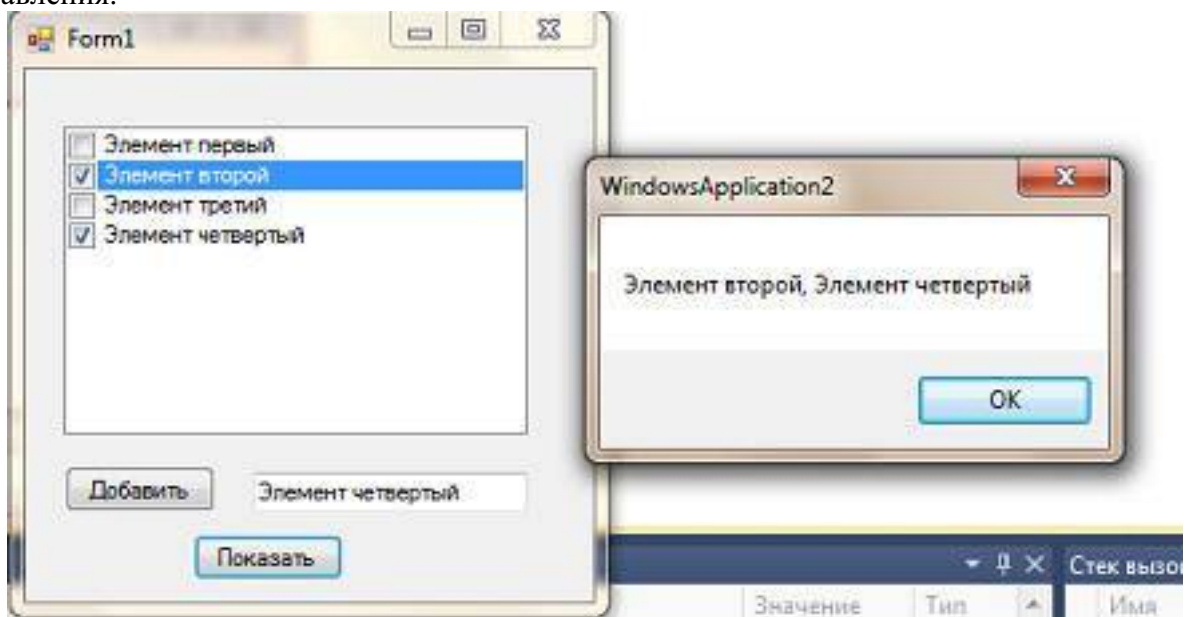 авления.
Form1
Элемент первый
Элемент второй
Элемент третий
Элемент четвертый
Добавить
Элемент четвертый
Показать
WindowsApplication2
Элемент второй, Элемент четвертый
OK
Стек вызо
Значение Тип Имя